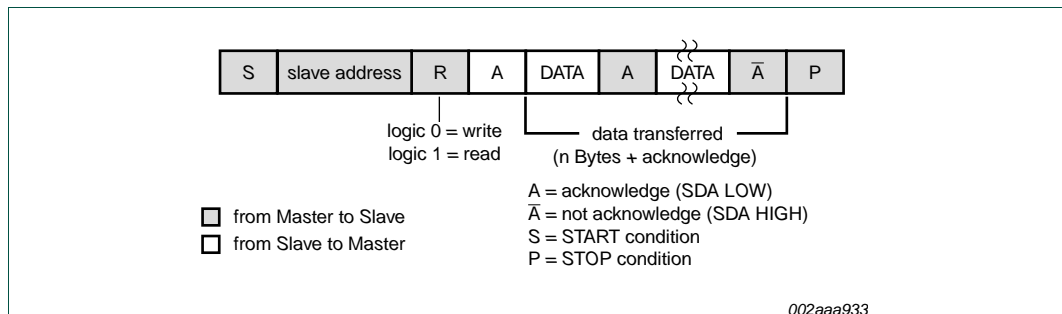 S slave address R A DATA A DATA A̅ P
logic 0 = write
logic 1 = read
data transferred
(n Bytes + acknowledge)
A = acknowledge (SDA LOW)
A̅ = not acknowledge (SDA HIGH)
S = START condition
P = STOP condition
from Master to Slave
from Slave to Master
002aaa933